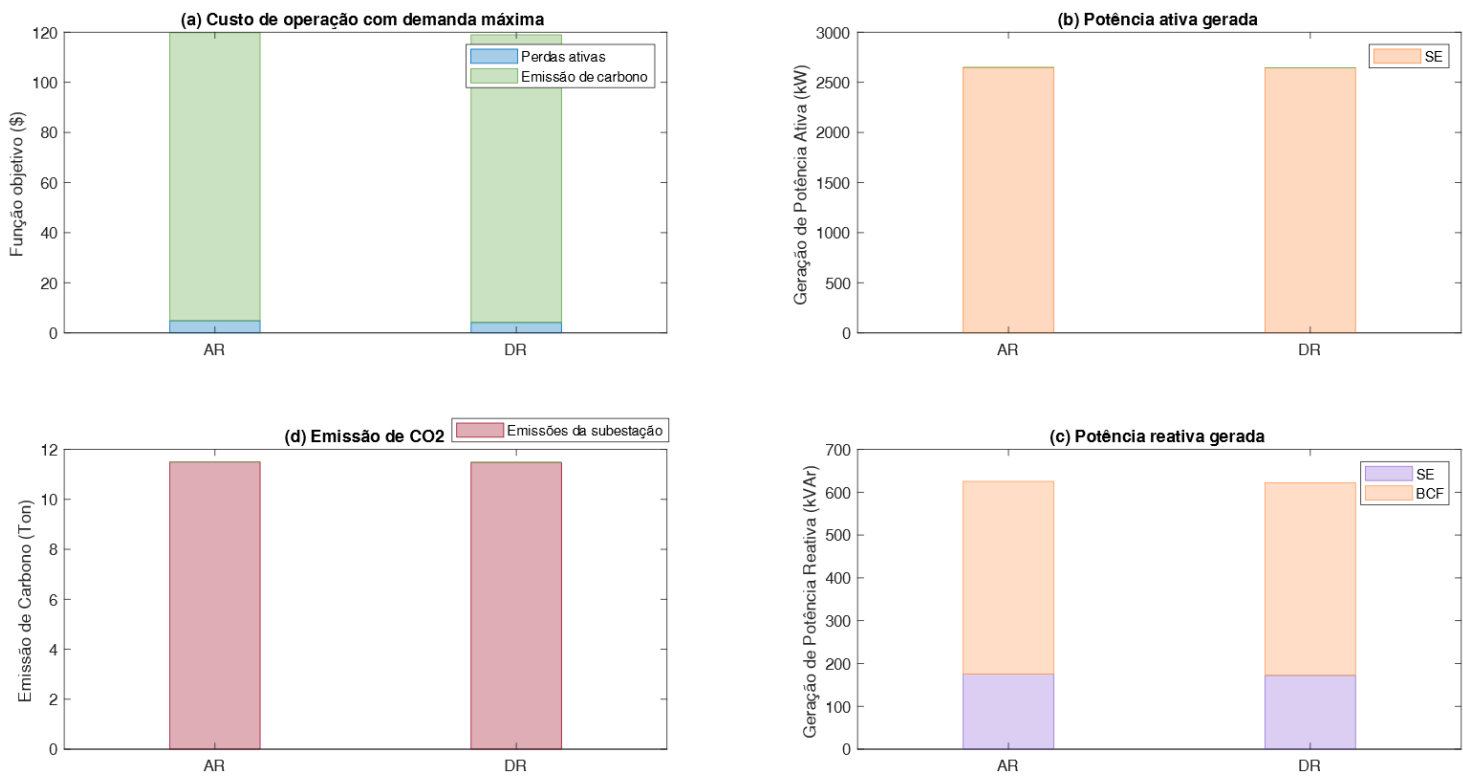 (a) Custo de operação com demanda máxima
Função objetivo ($)
120
100
80
60
40
20
0
AR
DR
Perdas ativas
Emissão de carbono
(b) Potência ativa gerada
Geração de Potência Ativa (kW)
3000
2500
2000
1500
1000
500
0
AR
DR
SE
(d) Emissão de CO2
Emissões da subestação
Emissão de Carbono (Ton)
12
10
8
6
4
2
0
AR
DR
(c) Potência reativa gerada
Geração de Potência Reativa (kVAr)
700
600
500
400
300
200
100
0
AR
DR
SE
BCF